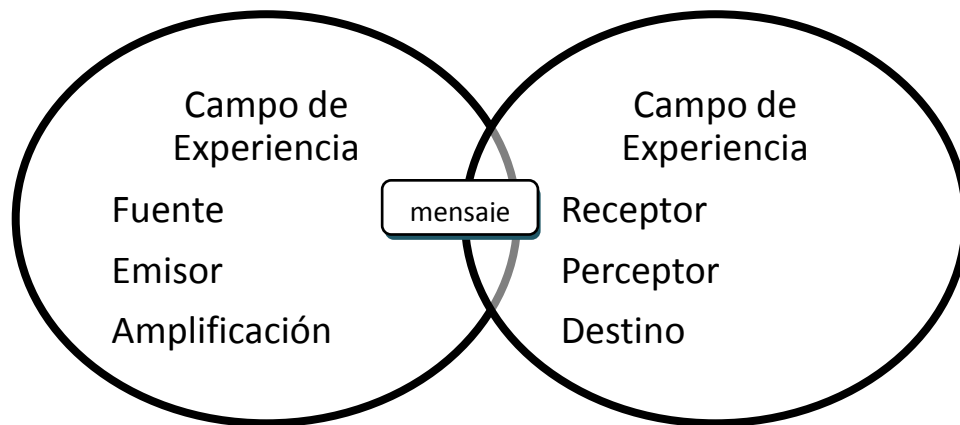 Campo de
Experiencia
Fuente
Emisor
Amplificación
mensaie
Campo de
Experiencia
Receptor
Perceptor
Destino